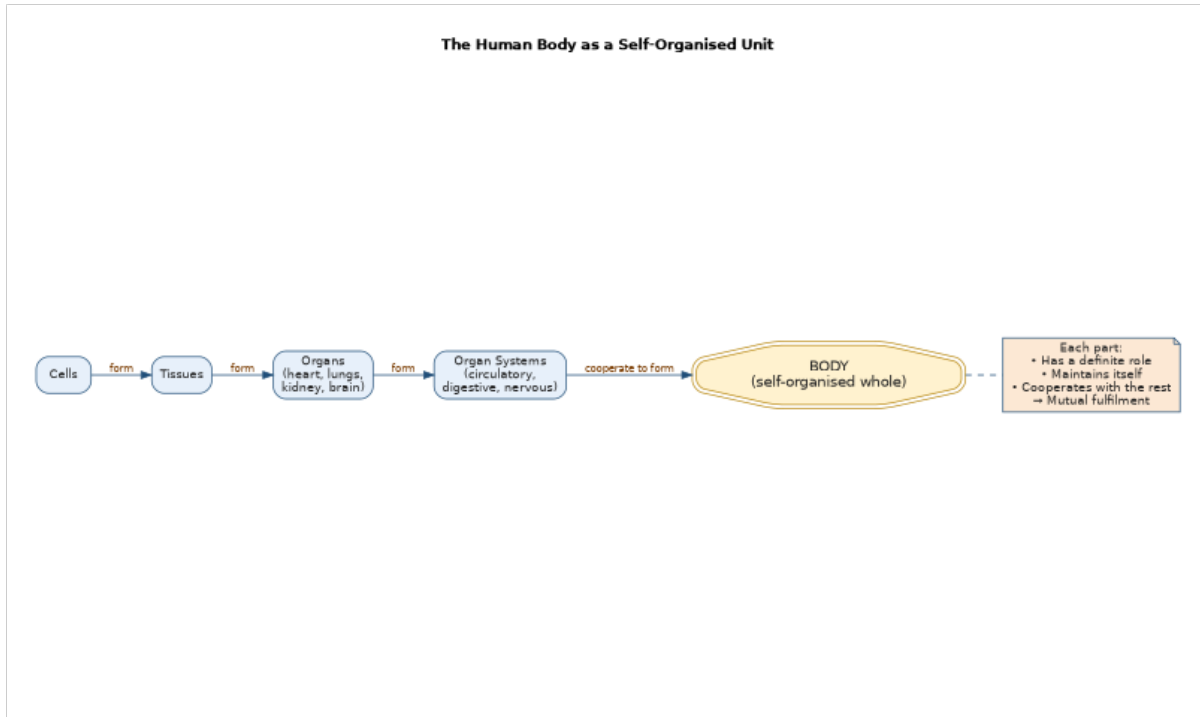 The Human Body as a Self-Organised Unit
Cells
form
Tissues
form
Organs
(heart, lungs,
kidney, brain)
form
Organ Systems
(circulatory,
digestive, nervous)
cooperate to form
BODY
(self-organised whole)
Each part:
• Has a definite role
• Maintains itself
• Cooperates with the rest
→ Mutual fulfilment